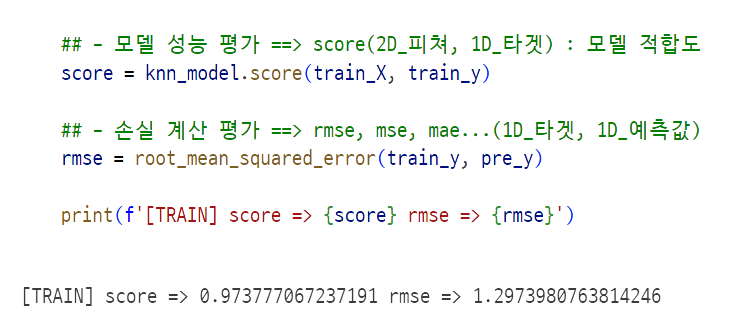 ## - 모델 성능 평가 ==> score(2D_피쳐, 1D_타겟) : 모델 적합도
score = knn_model.score(train_X, train_y)
## - 손실 계산 평가 ==> rmse, mse, mae...(1D_타겟, 1D_예측값)
rmse = root_mean_squared_error(train_y, pre_y)
print(f'[TRAIN] score => {score} rmse => {rmse}')
[TRAIN] score => 0.973777067237191 rmse => 1.2973980763814246